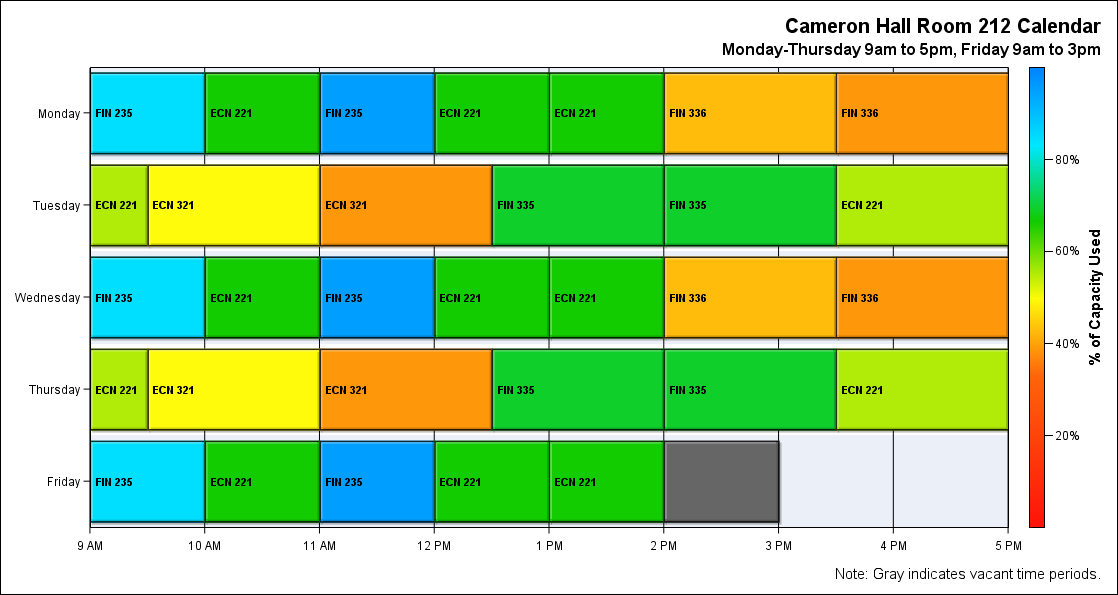 Cameron Hall Room 212 Calendar
Monday-Thursday 9am to 5pm, Friday 9am to 3pm
Monday
FIN 235
ECN 221
FIN 235
ECN 221
ECN 221
FIN 336
FIN 336
Tuesday
ECN 221
ECN 321
ECN 321
FIN 335
FIN 335
ECN 221
Wednesday
FIN 235
ECN 221
FIN 235
ECN 221
ECN 221
FIN 336
FIN 336
Thursday
ECN 221
ECN 321
ECN 321
FIN 335
FIN 335
ECN 221
Friday
FIN 235
ECN 221
FIN 235
ECN 221
ECN 221
9 AM
10 AM
11 AM
12 PM
1 PM
2 PM
3 PM
4 PM
5 PM
80%
60%
40%
20%
% of Capacity Used
Note: Gray indicates vacant time periods.